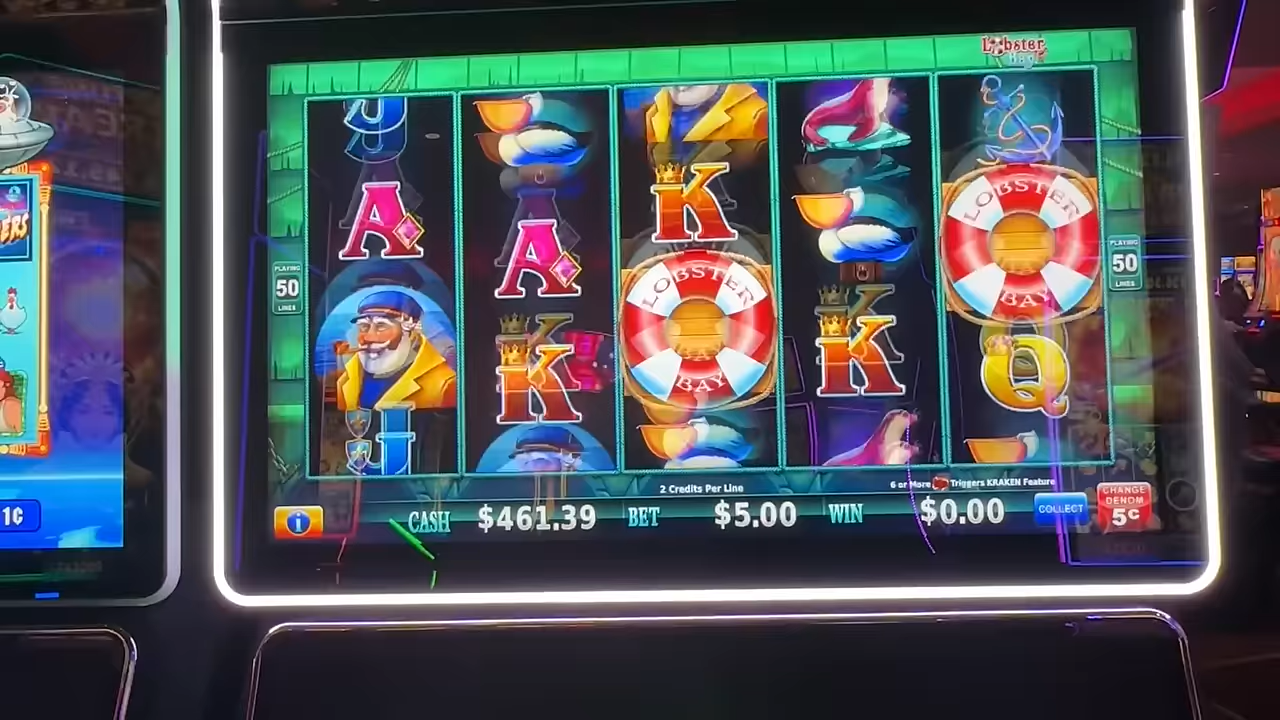 Lobster
Bay
J
A
A
K
K
K
J
Q
LOBSTER
BAY
LOBSTER
BAY
PLAYING
50
LINES
PLAYING
50
LINES
ERS
1¢
2 Credits Per Line
6 or More Triggers KRAKEN Feature
i
CASH $461.39 BET $5.00 WIN $0.00
COLLECT
CHANGE
DENOM
5¢